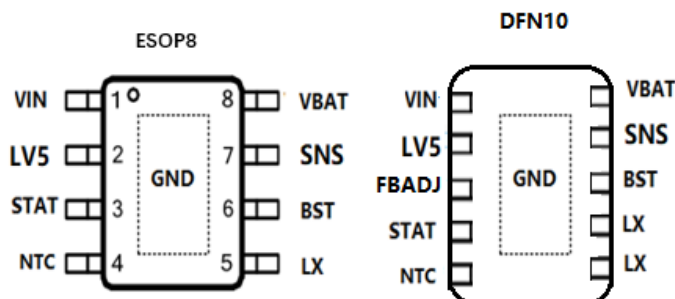 ESOP8
VIN 1 8 VBAT
LV5 2 7 SNS
GND
STAT 3 6 BST
NTC 4 5 LX
DFN10
VIN VBAT
LV5 SNS
FBADJ GND BST
STAT LX
NTC LX